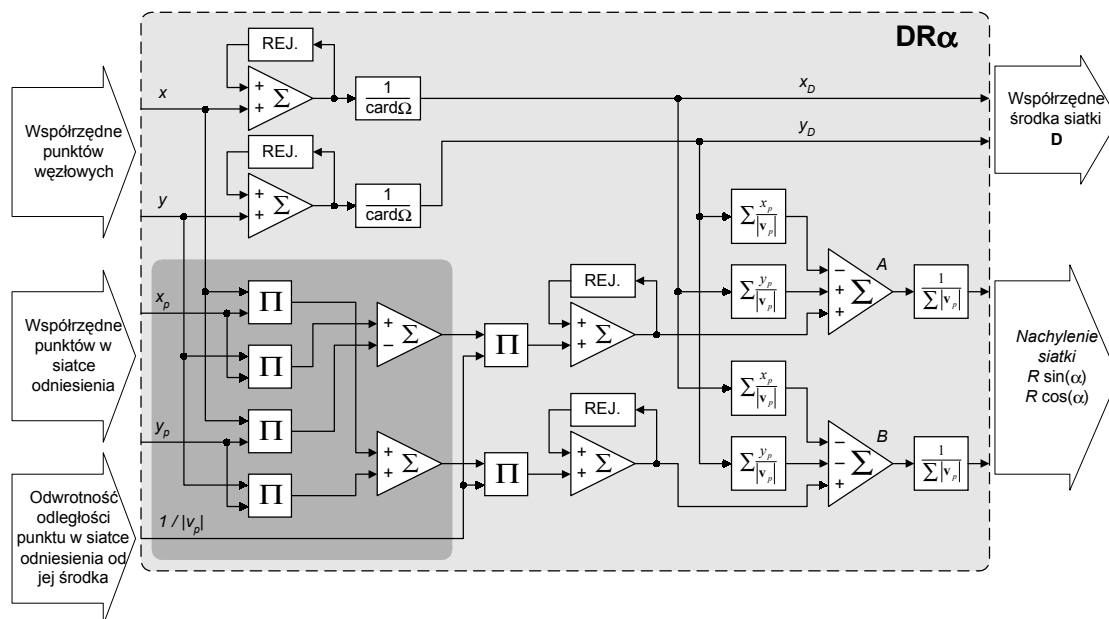 DRα
REJ.
x
+
+
Σ
1
cardΩ
x_D
Współrzędne
środka siatki
D
Współrzędne
punktów
węzłowych
REJ.
y_D
y
+
+
Σ
1
cardΩ
Σ x_p
|v_p|
x_p
Π
REJ.
Σ y_p
|v_p|
A
−
+
+
Σ
1
Σ|v_p|
Współrzędne
punktów w
siatce
odniesienia
Π
+
−
Σ
Π
+
+
Σ
Nachylenie
siatki
R sin(α)
R cos(α)
Σ x_p
|v_p|
y_p
Π
REJ.
B
Π
+
+
Σ
Π
+
+
Σ
Σ y_p
|v_p|
−
−
+
Σ
1
Σ|v_p|
Odwrotność
odległości
punktu w siatce
odniesienia od
jej środka
1 / |v_p|